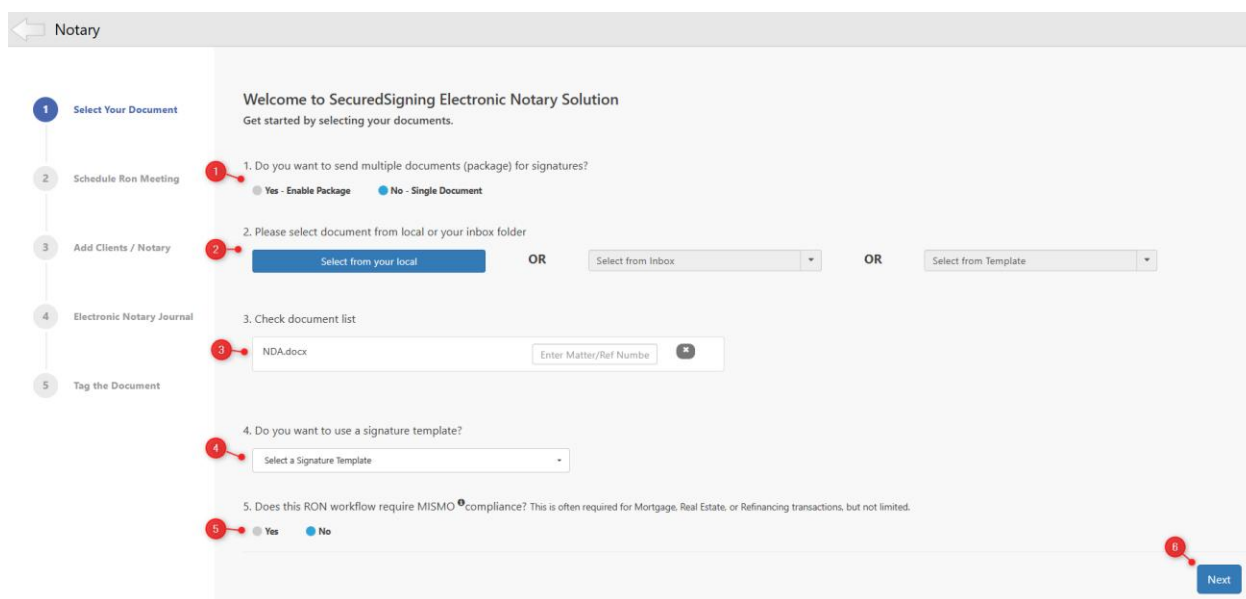 Notary
1 Select Your Document
2 Schedule Ron Meeting
3 Add Clients / Notary
4 Electronic Notary Journal
5 Tag the Document
Welcome to SecuredSigning Electronic Notary Solution
Get started by selecting your documents.
1. Do you want to send multiple documents (package) for signatures?
1
Yes - Enable Package No - Single Document
2. Please select document from local or your inbox folder
2
Select from your local OR Select from Inbox OR Select from Template
3. Check document list
3
NDA.docx Enter Matter/Ref Numbe
4. Do you want to use a signature template?
4
Select a Signature Template
5. Does this RON workflow require MISMO compliance? This is often required for Mortgage, Real Estate, or Refinancing transactions, but not limited.
5
Yes No
6
Next